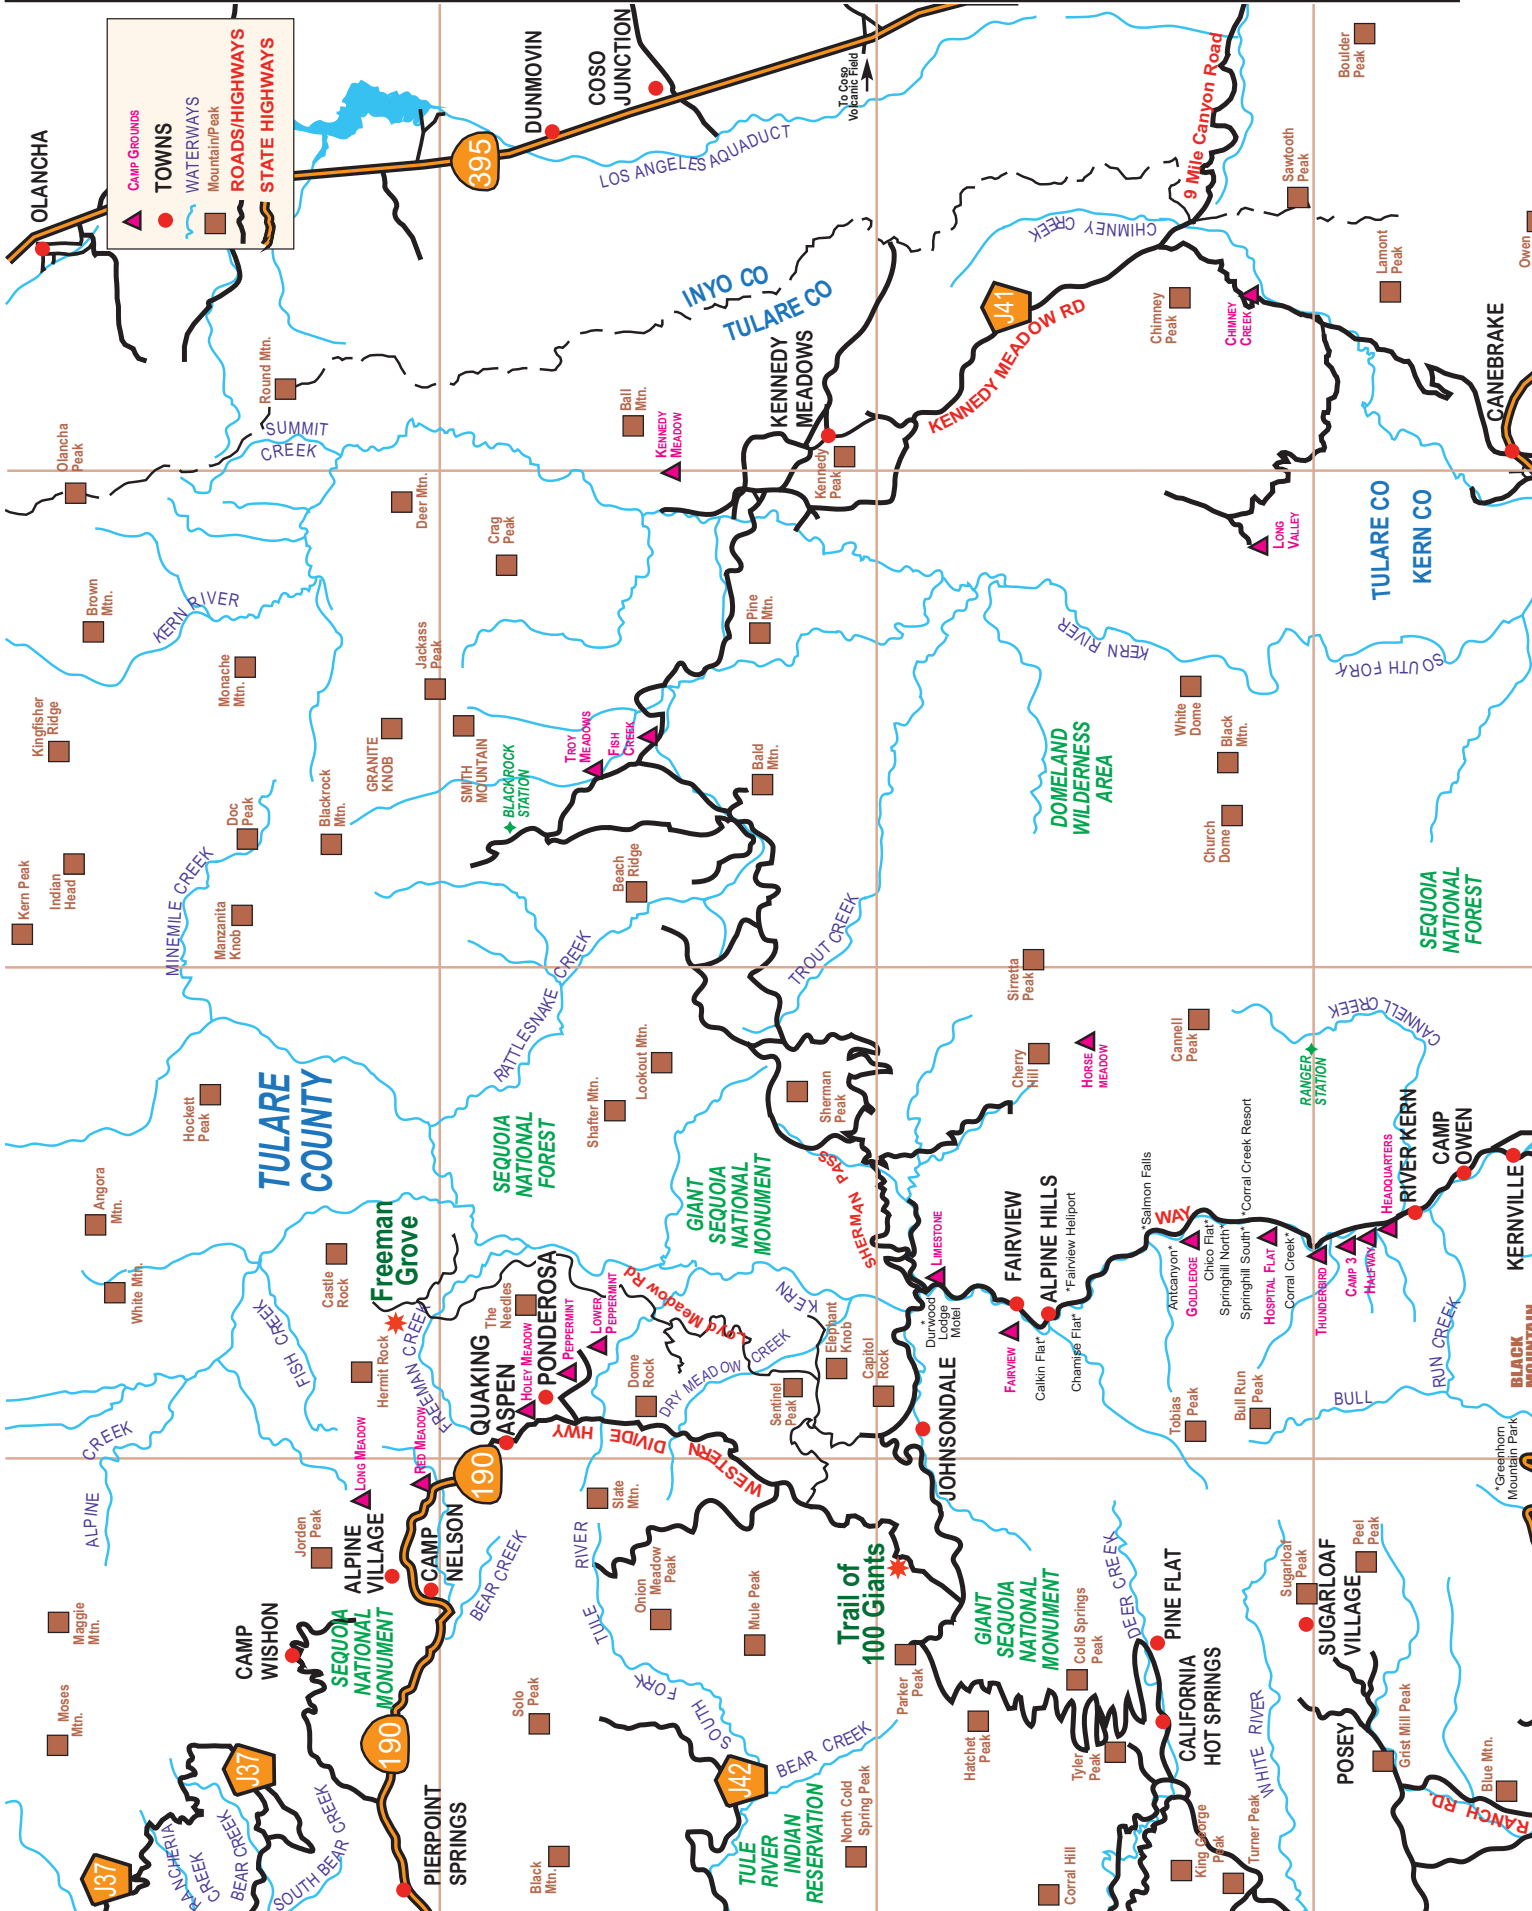 OLANCHA
CAMP GROUNDS
TOWNS
WATERWAYS
Mountain/Peak
ROADS/HIGHWAYS
STATE HIGHWAYS
395
DUNMOVIN
COSO
JUNCTION
LOS ANGELES AQUADUCT
To Coso
Volcanic Field
9 Mile Canyon Road
Boulder
Peak
Sawtooth
Peak
Lamont
Peak
Owen
CHIMNEY CREEK
INYO CO
TULARE CO
J41
KENNEDY MEADOW RD
Chimney
Peak
CHIMNEY
CREEK
CANEBRAKE
KENNEDY
MEADOWS
Kennedy
Peak
Ball
Mtn.
KENNEDY
MEADOW
Round Mtn.
SUMMIT
CREEK
Olancha
Peak
Deer Mtn.
Crag
Peak
LONG
VALLEY
TULARE CO
KERN CO
Brown
Mtn.
KERN RIVER
Monache
Mtn.
Jackass
Peak
Pine
Mtn.
KERN RIVER
SOUTH FORK
Kingfisher
Ridge
GRANITE
KNOB
SMITH
MOUNTAIN
BLACKROCK
STATION
TROY
MEADOWS
FISH
CREEK
Bald
Mtn.
DOMELAND
WILDERNESS
AREA
White
Dome
Black
Mtn.
Church
Dome
Doc
Peak
Blackrock
Mtn.
Kern Peak
Indian
Head
MINEMILE CREEK
Manzanita
Knob
Beach
Ridge
RATTLESNAKE CREEK
TROUT CREEK
SEQUOIA
NATIONAL
FOREST
Sirretta
Peak
Cannell
Peak
CANNELL CREEK
Cherry
Hill
HORSE
MEADOW
RANGER
STATION
Lookout Mtn.
Shafter Mtn.
Sherman
Peak
Hockett
Peak
TULARE
COUNTY
SEQUOIA
NATIONAL
FOREST
GIANT
SEQUOIA
NATIONAL
MONUMENT
Angora
Mtn.
White Mtn.
Castle
Rock
Freeman
Grove
SHERMAN PASS
LIMESTONE
FAIRVIEW
ALPINE HILLS
*Fairview Heliport
*Salmon Falls
WAY
Antcanyon*
GOLDLEDGE
Chico Flat*
Springhill North*
Springhill South*
*Corral Creek Resort
HOSPITAL FLAT
Corral Creek*
THUNDERBIRD
CAMP 3
HALFWAY
HEADQUARTERS
RIVER KERN
CAMP
OWEN
KERNVILLE
RUN CREEK
BULL
BLACK
MOUNTAIN
FISH CREEK
Hermit Rock
FREEMAN CREEK
The
Needles
QUAKING
ASPEN
HOLEY MEADOW
PONDEROSA
PEPPERMINT
LOWER
PEPPERMINT
Loyd Meadow Rd
Dome
Rock
DRY MEADOW CREEK
KERN
Sentinel
Peak
Elephant
Knob
Capitol
Rock
*
Durwood
Lodge
Motel
FAIRVIEW
Calkin Flat*
Chamise Flat*
Tobias
Peak
Bull Run
Peak
JOHNSONDALE
WESTERN DIVIDE HWY
ALPINE CREEK
LONG MEADOW
RED MEADOW
190
Slate
Mtn.
*Greenhorn
Mountain Park
Jorden
Peak
ALPINE
VILLAGE
CAMP
NELSON
BEAR CREEK
Maggie
Mtn.
CAMP
WISHON
SEQUOIA
NATIONAL
MONUMENT
SOUTH FORK TULE RIVER
Onion
Meadow
Peak
Mule Peak
Trail of
100 Giants
Parker
Peak
GIANT
SEQUOIA
NATIONAL
MONUMENT
Cold Springs
Peak
DEER CREEK
PINE FLAT
Sugarloaf
Peak
SUGARLOAF
VILLAGE
Peel
Peak
Moses
Mtn.
Solo
Peak
190
J37
J37
RANCHERIA
CREEK
BEAR CREEK
SOUTH BEAR CREEK
PIERPOINT
SPRINGS
Black
Mtn.
J42
BEAR CREEK
TULE
RIVER
INDIAN
RESERVATION
North Cold
Spring Peak
Hatchet
Peak
Tyler
Peak
CALIFORNIA
HOT SPRINGS
WHITE RIVER
POSEY
Grist Mill Peak
Blue Mtn.
RANCH RD
Corral Hill
King George
Peak
Turner Peak